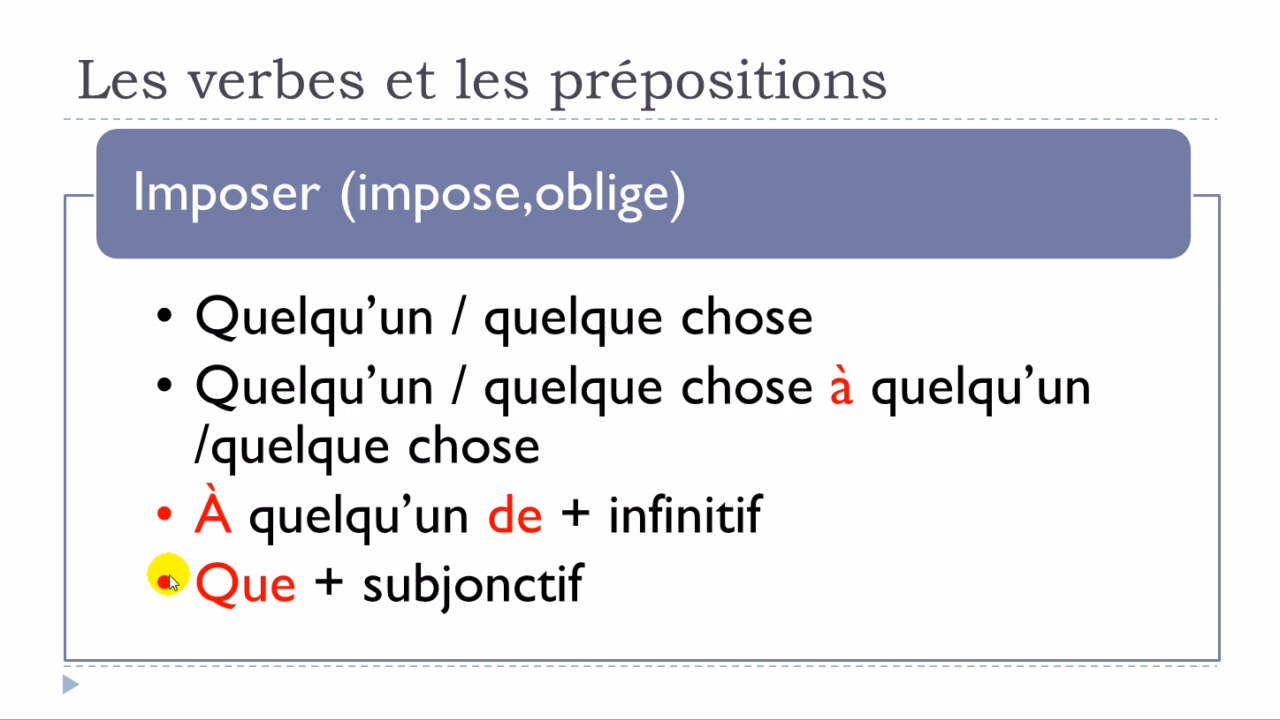 Les verbes et les prépositions
Imposer (impose,oblige)
• Quelqu’un / quelque chose
• Quelqu’un / quelque chose à quelqu’un
/quelque chose
• À quelqu’un de + infinitif
• Que + subjonctif